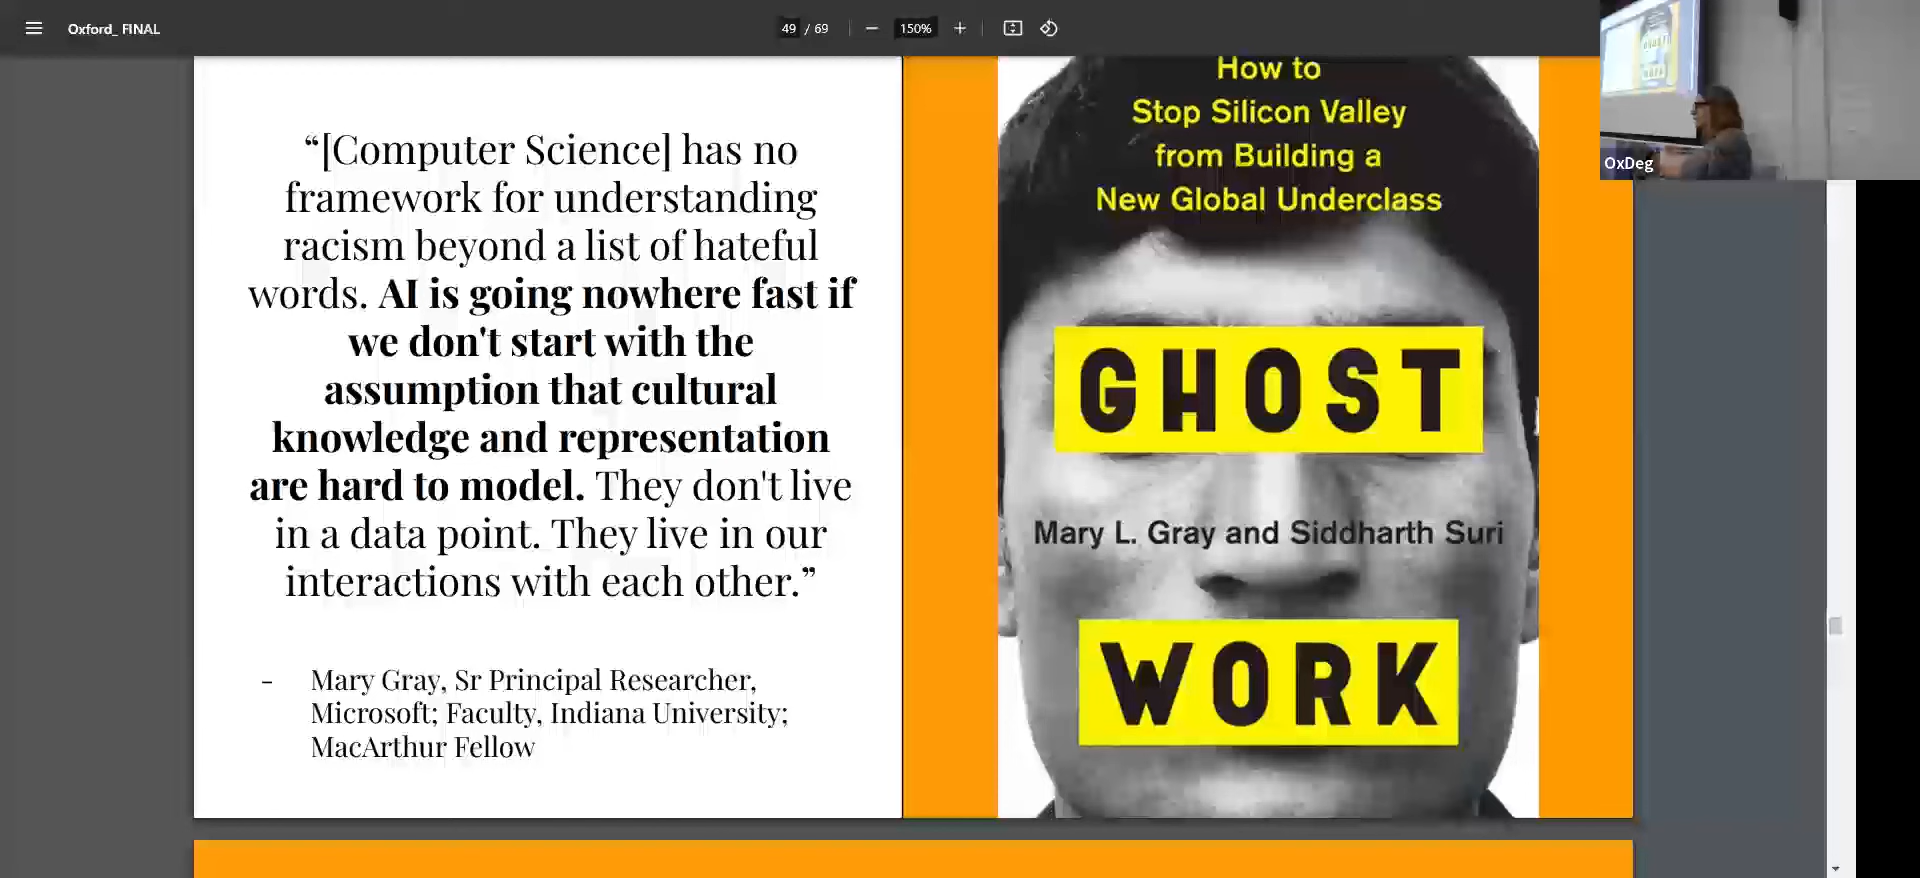 Oxford_ FINAL
49 / 69
150%
“[Computer Science] has no
framework for understanding
racism beyond a list of hateful
words. AI is going nowhere fast if
we don't start with the
assumption that cultural
knowledge and representation
are hard to model. They don't live
in a data point. They live in our
interactions with each other.”
- Mary Gray, Sr Principal Researcher,
Microsoft; Faculty, Indiana University;
MacArthur Fellow
How to
Stop Silicon Valley
from Building a
New Global Underclass
GHOST
Mary L. Gray and Siddharth Suri
WORK
OxDeg